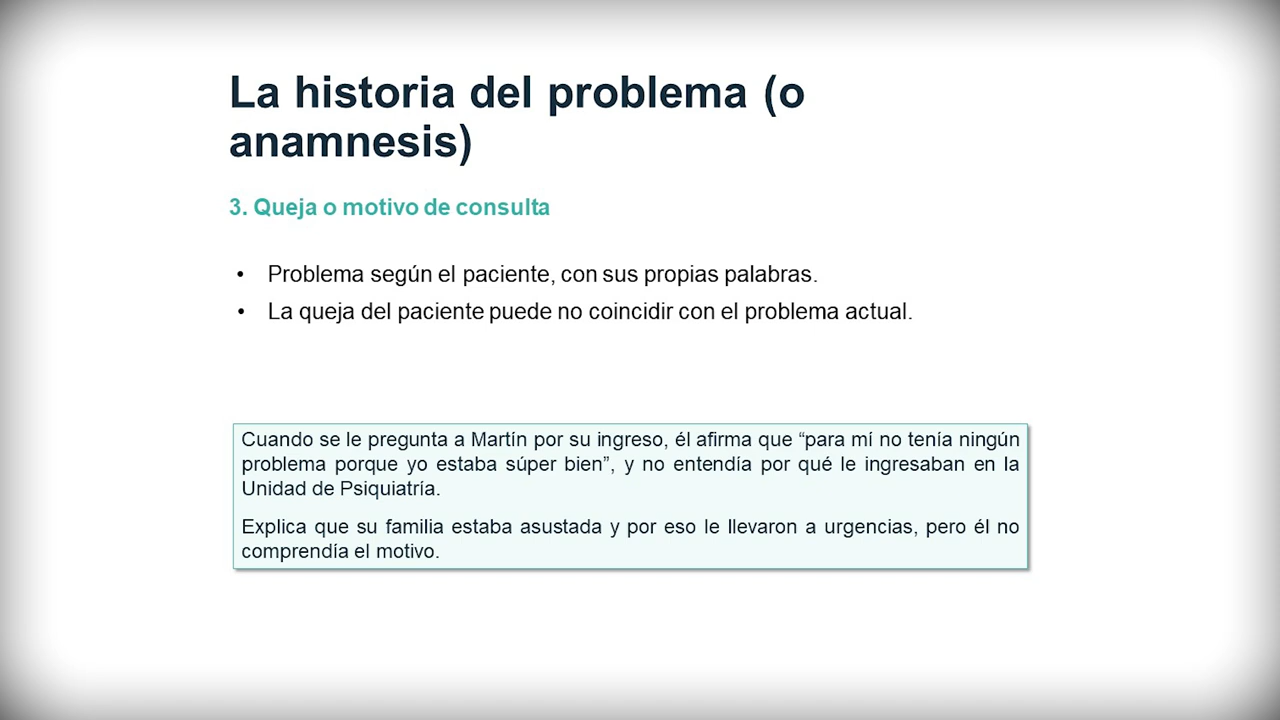 La historia del problema (o
anamnesis)
3. Queja o motivo de consulta
• Problema según el paciente, con sus propias palabras.
• La queja del paciente puede no coincidir con el problema actual.
Cuando se le pregunta a Martín por su ingreso, él afirma que “para mí no tenía ningún
problema porque yo estaba súper bien”, y no entendía por qué le ingresaban en la
Unidad de Psiquiatría.
Explica que su familia estaba asustada y por eso le llevaron a urgencias, pero él no
comprendía el motivo.